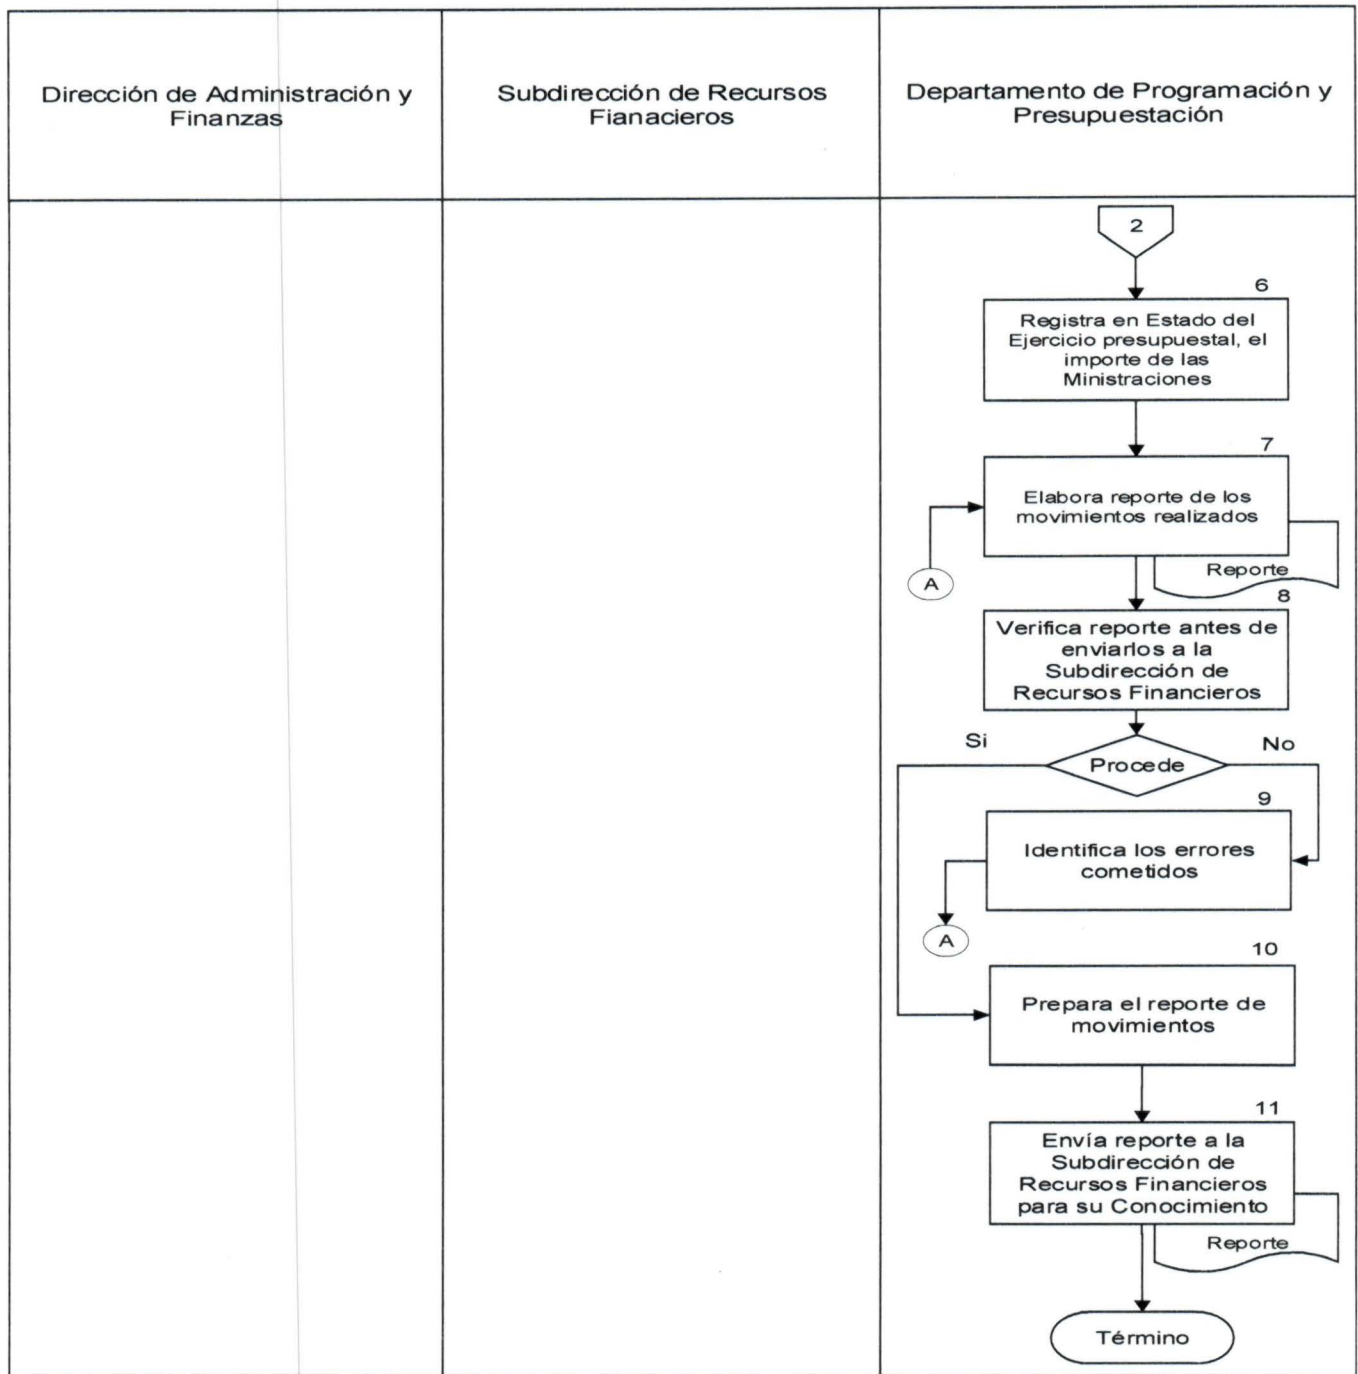 Dirección de Administración y
Finanzas
Subdirección de Recursos
Fianacieros
Departamento de Programación y
Presupuestación
2
6
Registra en Estado del
Ejercicio presupuestal, el
importe de las
Ministraciones
7
Elabora reporte de los
movimientos realizados
Reporte
A
8
Verifica reporte antes de
enviarlos a la
Subdirección de
Recursos Financieros
Si
No
Procede
9
Identifica los errores
cometidos
A
10
Prepara el reporte de
movimientos
11
Envía reporte a la
Subdirección de
Recursos Financieros
para su Conocimiento
Reporte
Término